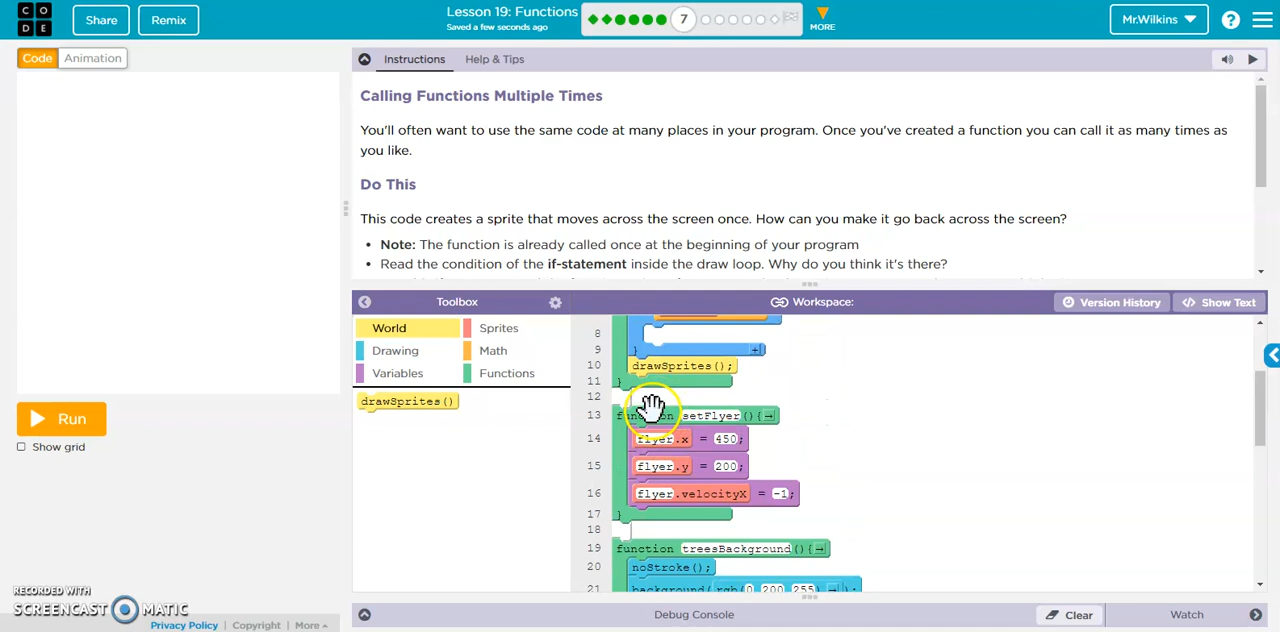 CODE
Share
Remix
Lesson 19: Functions
Saved a few seconds ago
7
MORE
Mr.Wilkins
?
Code
Animation
Instructions
Help & Tips
Calling Functions Multiple Times
You'll often want to use the same code at many places in your program. Once you've created a function you can call it as many times as
you like.
Do This
This code creates a sprite that moves across the screen once. How can you make it go back across the screen?
• Note: The function is already called once at the beginning of your program
• Read the condition of the if-statement inside the draw loop. Why do you think it's there?
Toolbox
Workspace:
Version History
</> Show Text
World
Sprites
Drawing
Math
Variables
Functions
drawSprites()
Run
Show grid
8
9 }
10 drawSprites();
11 }
12
13 function setFlyer(){
14 flyer.x = 450;
15 flyer.y = 200;
16 flyer.velocityX = -1;
17 }
18
19 function treesBackground(){
20 noStroke();
21 background(rgb(0, 200, 255));
RECORDED WITH
SCREENCAST MATIC
Privacy Policy
Copyright
More
Debug Console
Clear
Watch